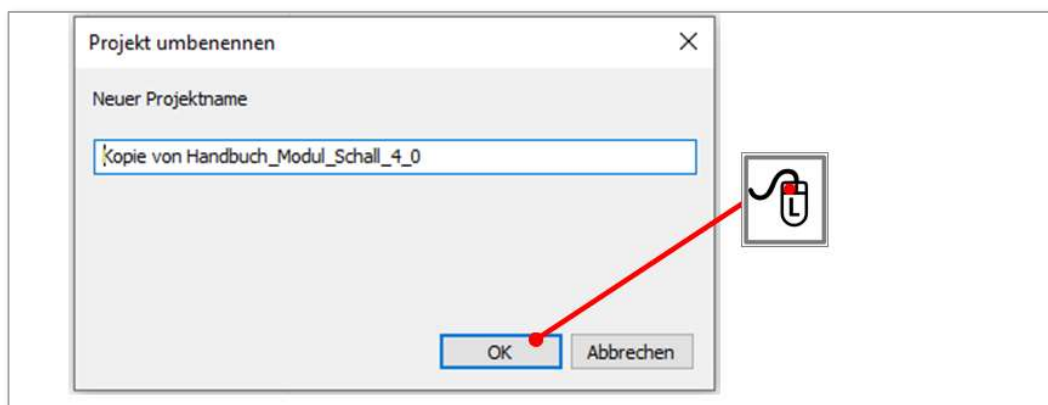 Projekt umbenennen
Neuer Projektname
Kopie von Handbuch_Modul_Schall_4_0
L
OK
Abbrechen